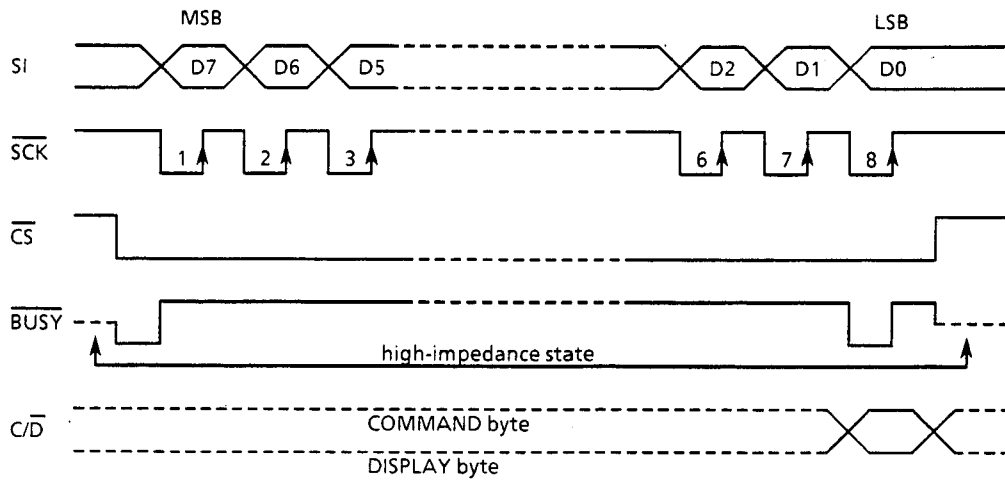 MSB LSB
SI D7 D6 D5 D2 D1 D0
SCK 1 2 3 6 7 8
CS
BUSY
high-impedance state
C/D COMMAND byte
DISPLAY byte